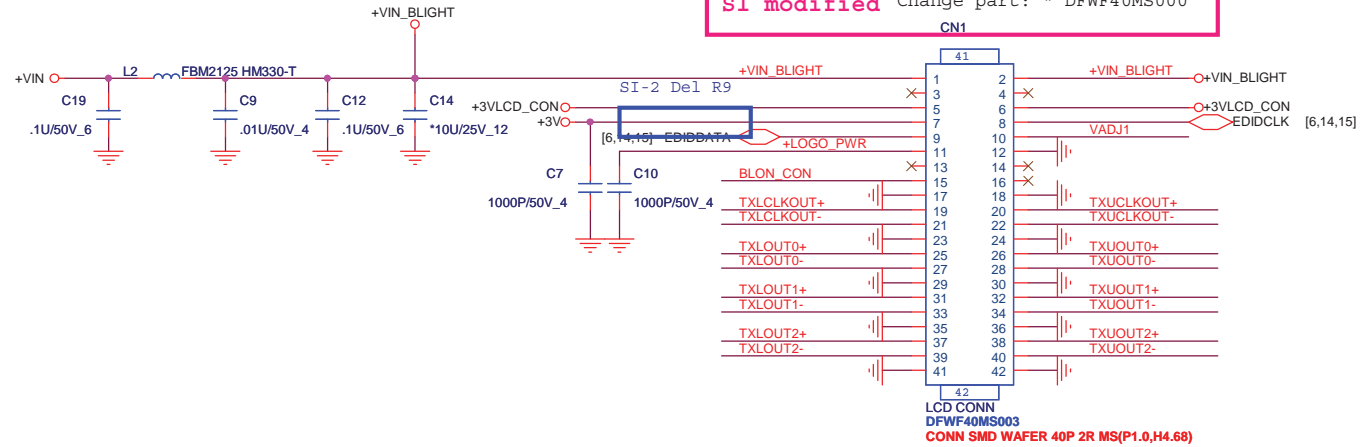 SI modified Change part: * DFWF40MS000
+VIN_BLIGHT
CN1
41
+VIN
L2
FBM2125 HM330-T
C19
.1U/50V_6
C9
.01U/50V_4
C12
.1U/50V_6
C14
*10U/25V_12
SI-2 Del R9
+3VLCD_CON
+3V
[6,14,15] EDIDDATA
+LOGO_PWR
C7
1000P/50V_4
C10
1000P/50V_4
+VIN_BLIGHT 1 2 +VIN_BLIGHT +VIN_BLIGHT
3 4
5 6 +3VLCD_CON
7 8 EDIDCLK [6,14,15]
9 10 VADJ1
11 12
13 14
BLON_CON 15 16
17 18
TXLCLKOUT+ 19 20 TXUCLKOUT+
TXLCLKOUT- 21 22 TXUCLKOUT-
23 24
TXLOUT0+ 25 26 TXUOUT0+
TXLOUT0- 27 28 TXUOUT0-
29 30
TXLOUT1+ 31 32 TXUOUT1+
TXLOUT1- 33 34 TXUOUT1-
35 36
TXLOUT2+ 37 38 TXUOUT2+
TXLOUT2- 39 40 TXUOUT2-
41 42
42
LCD CONN
DFWF40MS003
CONN SMD WAFER 40P 2R MS(P1.0,H4.68)